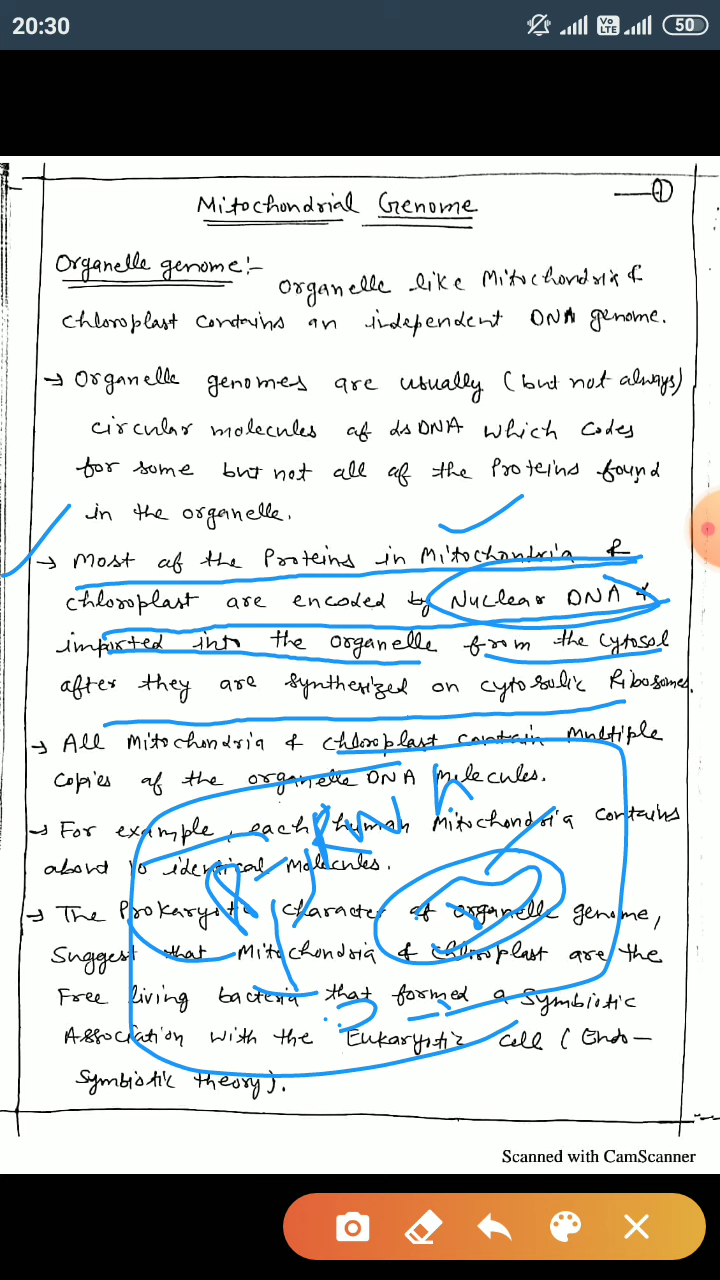 20:30
Vo LTE
50
①
Mitochondrial Genome
Organelle genome:-
Organelle like Mitochondria &
chloroplast contains an independent DNA genome.
→ Organelle genomes are usually (but not always)
circular molecules of dsDNA which codes
for some but not all of the proteins found
in the organelle.
→ Most of the Proteins in Mitochondria &
chloroplast are encoded by Nuclear DNA &
imported into the organelle from the cytosol
after they are synthesized on cytosolic Ribosomes.
→ All Mitochondria & chloroplast contain multiple
copies of the organelle DNA Molecules.
→ For example, each human Mitochondria contains
about 10 identical Molecules.
→ The Prokaryotic character of organelle genome,
Suggest that Mitochondria & chloroplast are the
Free living bacteria that formed a Symbiotic
Association with the Eukaryotic cell (Endo-
Symbiotic theory).
Scanned with CamScanner